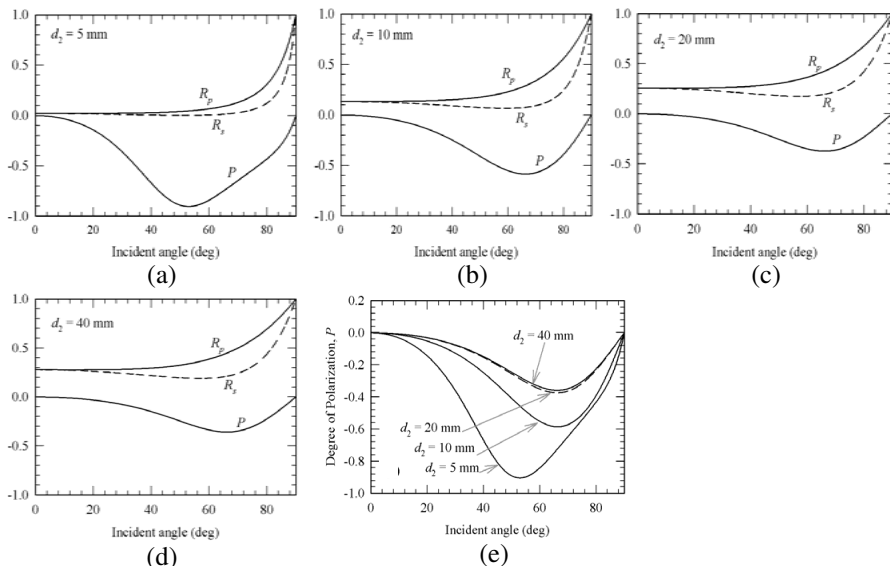 1.0
0.5
0.0
-0.5
-1.0
d2 = 5 mm
Rp
Rs
P
0 20 40 60 80
Incident angle (deg)
(a)
1.0
0.5
0.0
-0.5
-1.0
d2 = 10 mm
Rp
Rs
P
0 20 40 60 80
Incident angle (deg)
(b)
1.0
0.5
0.0
-0.5
-1.0
d2 = 20 mm
Rp
Rs
P
0 20 40 60 80
Incident angle (deg)
(c)
1.0
0.5
0.0
-0.5
-1.0
d2 = 40 mm
Rp
Rs
P
0 20 40 60 80
Incident angle (deg)
(d)
Degree of Polarization, P
0.2
0.0
-0.2
-0.4
-0.6
-0.8
-1.0
d2 = 40 mm
d2 = 20 mm
d2 = 10 mm
d2 = 5 mm
0 20 40 60 80
Incident angle (deg)
(e)